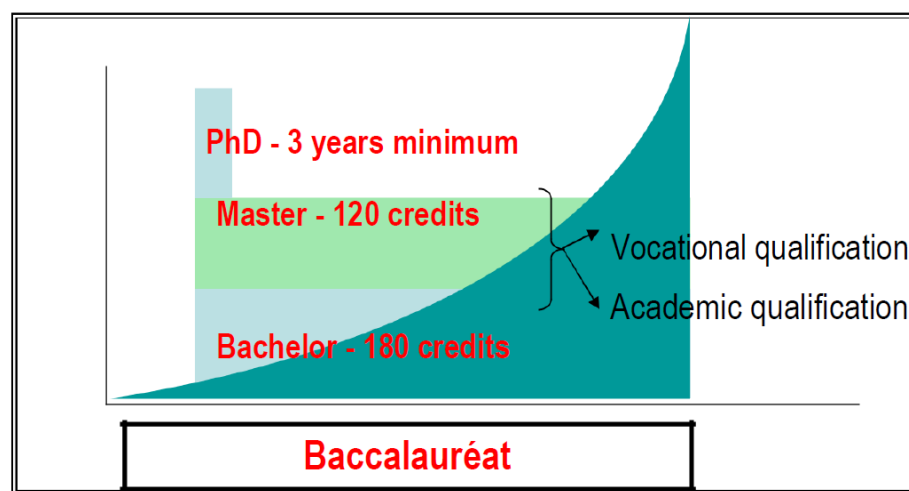 PhD - 3 years minimum
Master - 120 credits
Vocational qualification
Academic qualification
Bachelor - 180 credits
Baccalauréat